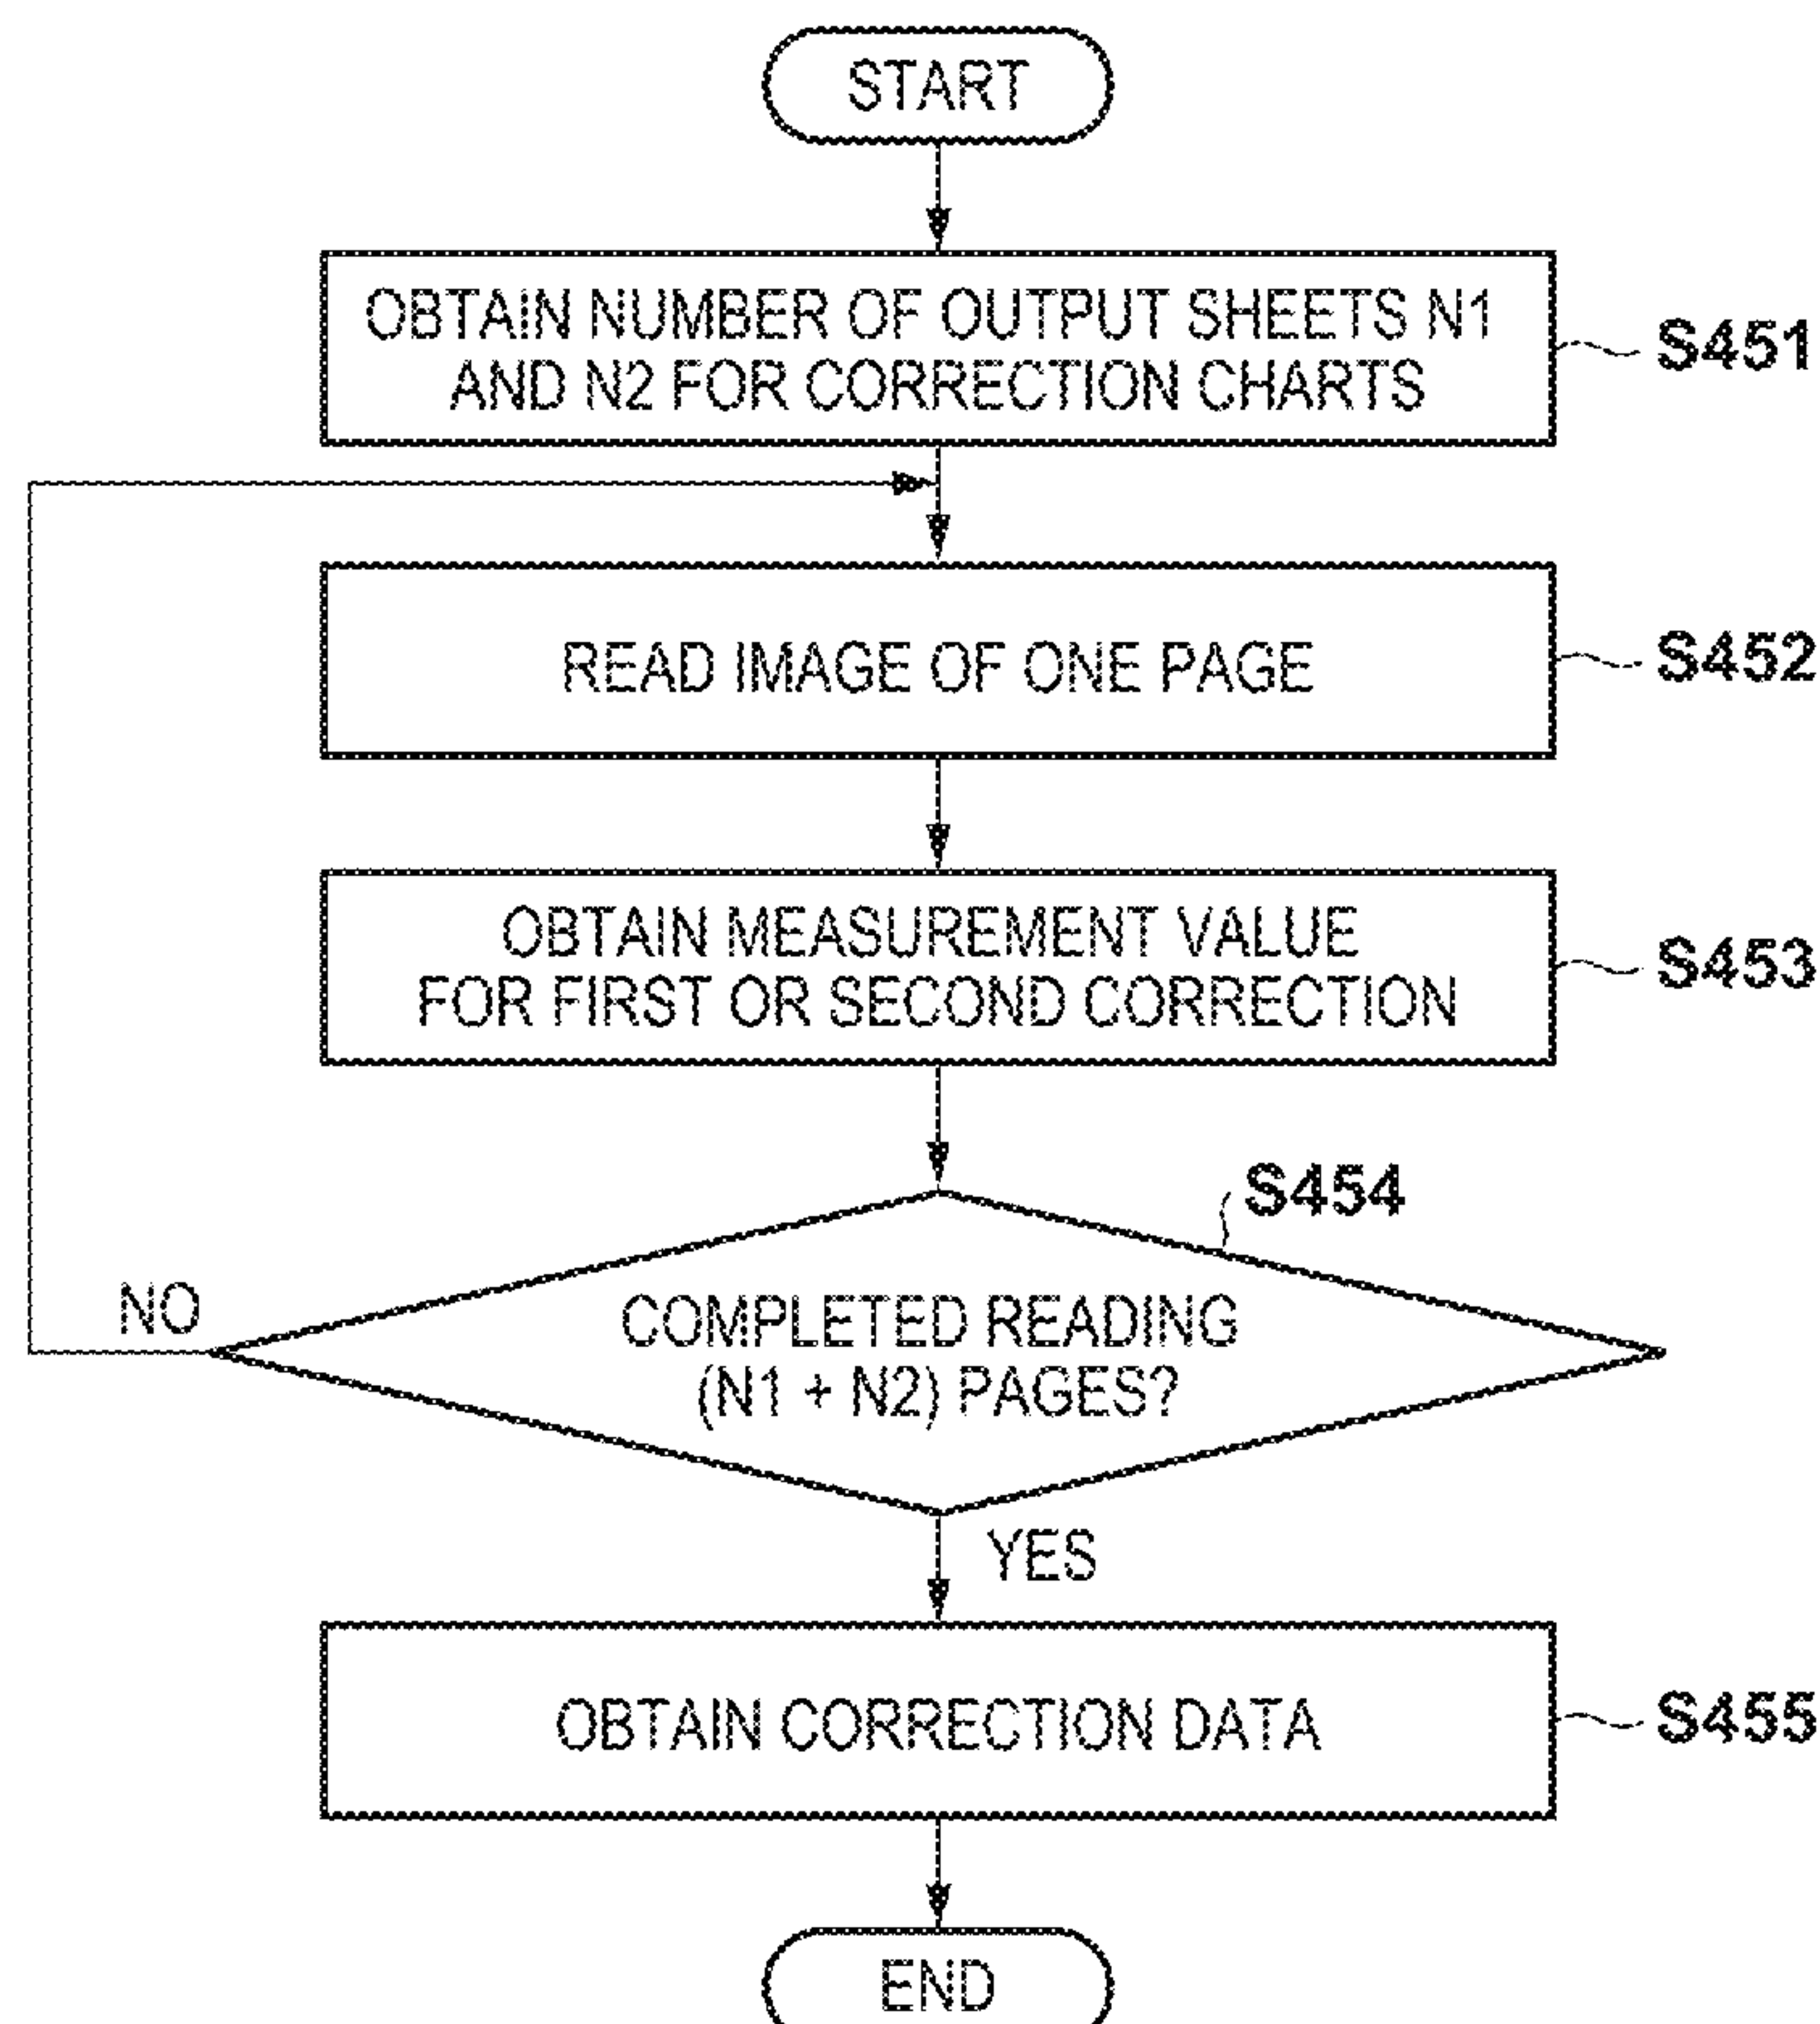 START
OBTAIN NUMBER OF OUTPUT SHEETS N1
AND N2 FOR CORRECTION CHARTS
S451
READ IMAGE OF ONE PAGE
S452
OBTAIN MEASUREMENT VALUE
FOR FIRST OR SECOND CORRECTION
S453
S454
NO
COMPLETED READING
(N1 + N2) PAGES?
YES
OBTAIN CORRECTION DATA
S455
END